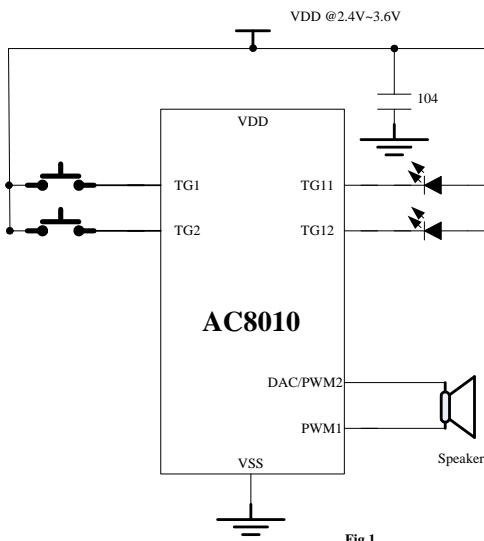 VDD @2.4V~3.6V
104
VDD
TG1
TG11
TG2
TG12
AC8010
DAC/PWM2
PWM1
Speaker
VSS
Fig 1